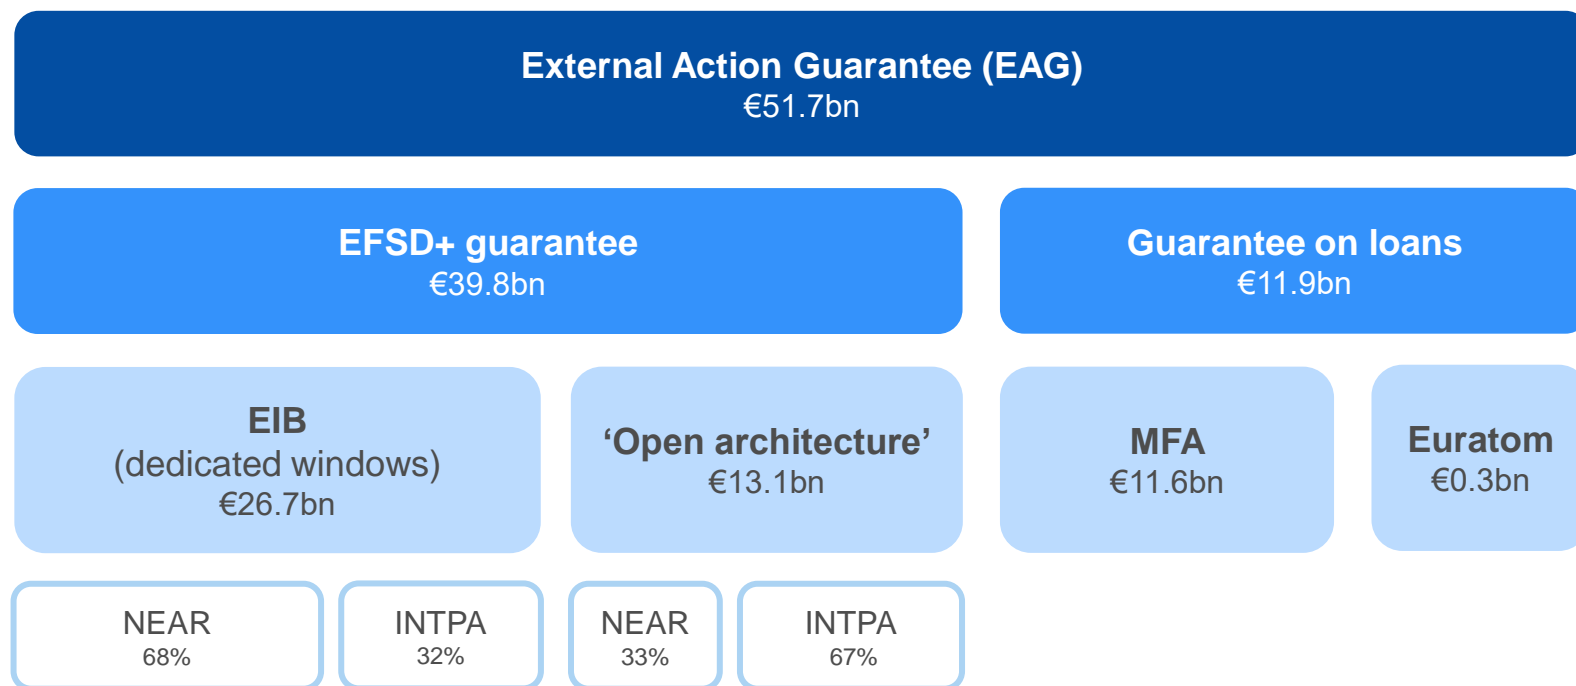 External Action Guarantee (EAG)
€51.7bn
EFSD+ guarantee
€39.8bn
Guarantee on loans
€11.9bn
EIB
(dedicated windows)
€26.7bn
‘Open architecture’
€13.1bn
MFA
€11.6bn
Euratom
€0.3bn
NEAR
68%
INTPA
32%
NEAR
33%
INTPA
67%